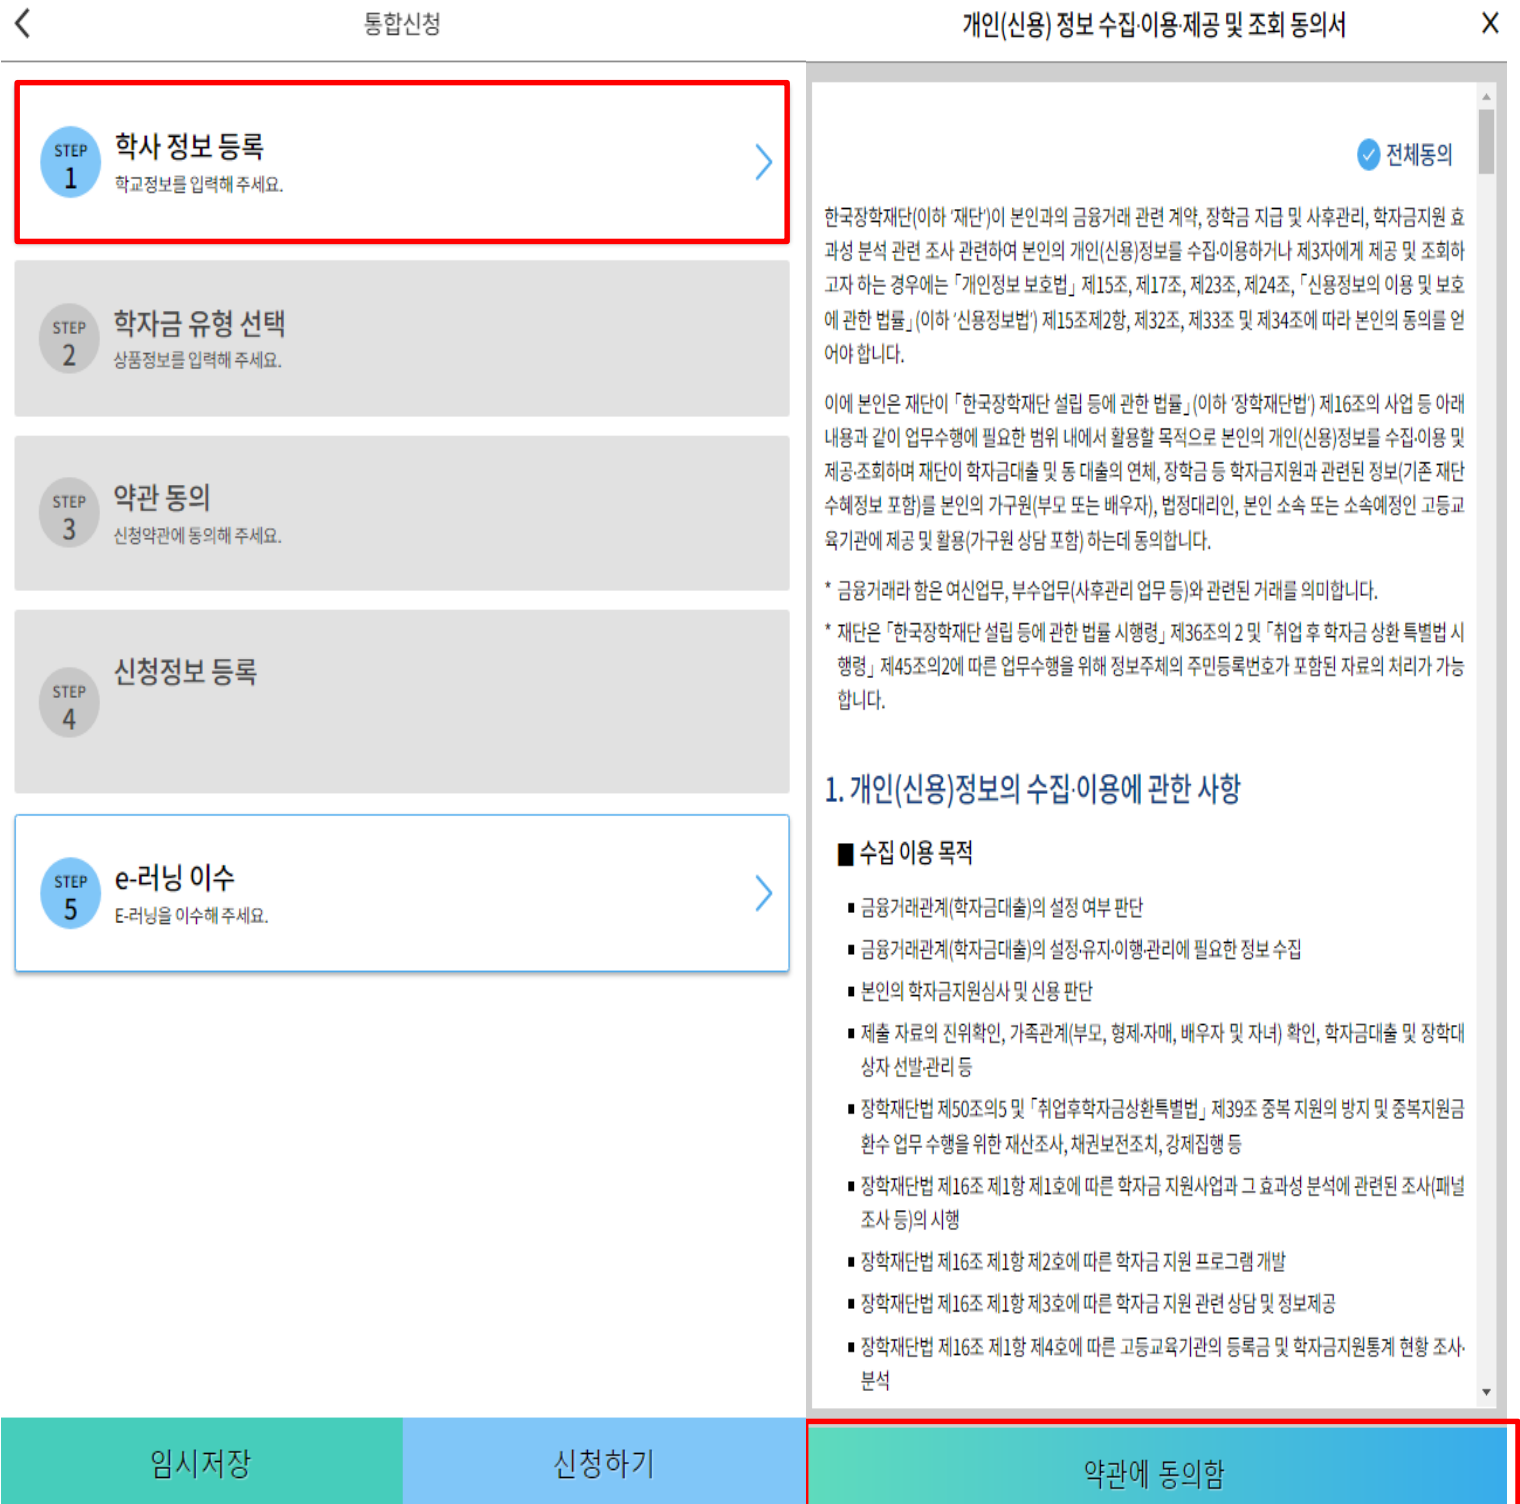 통합신청
STEP
1
학사 정보 등록
학교정보를 입력해 주세요.
STEP
2
학자금 유형 선택
상품정보를 입력해 주세요.
STEP
3
약관 동의
신청약관에 동의해 주세요.
STEP
4
신청정보 등록
STEP
5
e-러닝 이수
E-러닝을 이수해 주세요.
임시저장
신청하기
개인(신용) 정보 수집·이용·제공 및 조회 동의서
X
전체동의
한국장학재단(이하 '재단')이 본인과의 금융거래 관련 계약, 장학금 지급 및 사후관리, 학자금지원 효
과성 분석 관련 조사 관련하여 본인의 개인(신용)정보를 수집·이용하거나 제3자에게 제공 및 조회하
고자 하는 경우에는 「개인정보 보호법」 제15조, 제17조, 제23조, 제24조, 「신용정보의 이용 및 보호
에 관한 법률」(이하 '신용정보법') 제15조제2항, 제32조, 제33조 및 제34조에 따라 본인의 동의를 얻
어야 합니다.
이에 본인은 재단이 「한국장학재단 설립 등에 관한 법률」(이하 '장학재단법') 제16조의 사업 등 아래
내용과 같이 업무수행에 필요한 범위 내에서 활용할 목적으로 본인의 개인(신용)정보를 수집·이용 및
제공·조회하며 재단이 학자금대출 및 동 대출의 연체, 장학금 등 학자금지원과 관련된 정보(기존 재단
수혜정보 포함)를 본인의 가구원(부모 또는 배우자), 법정대리인, 본인 소속 또는 소속예정인 고등교
육기관에 제공 및 활용(가구원 상담 포함) 하는데 동의합니다.
* 금융거래라 함은 여신업무, 부수업무(사후관리 업무 등)와 관련된 거래를 의미합니다.
* 재단은 「한국장학재단 설립 등에 관한 법률 시행령」 제36조의 2 및 「취업 후 학자금 상환 특별법 시
행령」 제45조의2에 따른 업무수행을 위해 정보주체의 주민등록번호가 포함된 자료의 처리가 가능
합니다.
1. 개인(신용)정보의 수집·이용에 관한 사항
■ 수집 이용 목적
▪ 금융거래관계(학자금대출)의 설정 여부 판단
▪ 금융거래관계(학자금대출)의 설정·유지·이행·관리에 필요한 정보 수집
▪ 본인의 학자금지원심사 및 신용 판단
▪ 제출 자료의 진위확인, 가족관계(부모, 형제·자매, 배우자 및 자녀) 확인, 학자금대출 및 장학대
상자 선발·관리 등
▪ 장학재단법 제50조의5 및 「취업후학자금상환특별법」 제39조 중복 지원의 방지 및 중복지원금
환수 업무 수행을 위한 재산조사, 채권보전조치, 강제집행 등
▪ 장학재단법 제16조 제1항 제1호에 따른 학자금 지원사업과 그 효과성 분석에 관련된 조사(패널
조사 등)의 시행
▪ 장학재단법 제16조 제1항 제2호에 따른 학자금 지원 프로그램 개발
▪ 장학재단법 제16조 제1항 제3호에 따른 학자금 지원 관련 상담 및 정보제공
▪ 장학재단법 제16조 제1항 제4호에 따른 고등교육기관의 등록금 및 학자금지원통계 현황 조사·
분석
약관에 동의함